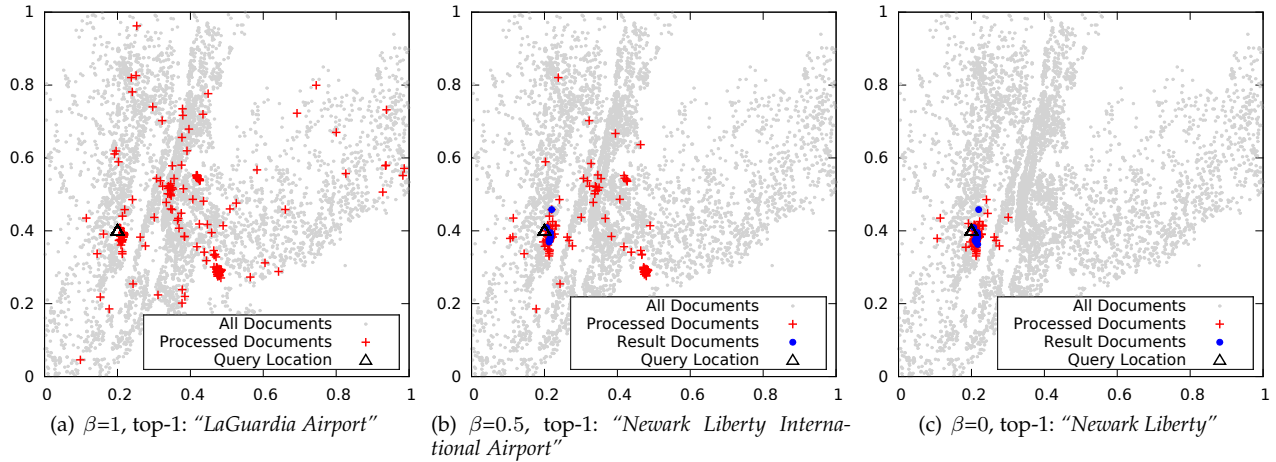 1
0.8
0.6
0.4
0.2
0
0 0.2 0.4 0.6 0.8 1
All Documents
Processed Documents
Query Location
(a) β=1, top-1: “LaGuardia Airport”
1
0.8
0.6
0.4
0.2
0
0 0.2 0.4 0.6 0.8 1
All Documents
Processed Documents
Result Documents
Query Location
(b) β=0.5, top-1: “Newark Liberty Interna-
tional Airport”
1
0.8
0.6
0.4
0.2
0
0 0.2 0.4 0.6 0.8 1
All Documents
Processed Documents
Result Documents
Query Location
(c) β=0, top-1: “Newark Liberty”